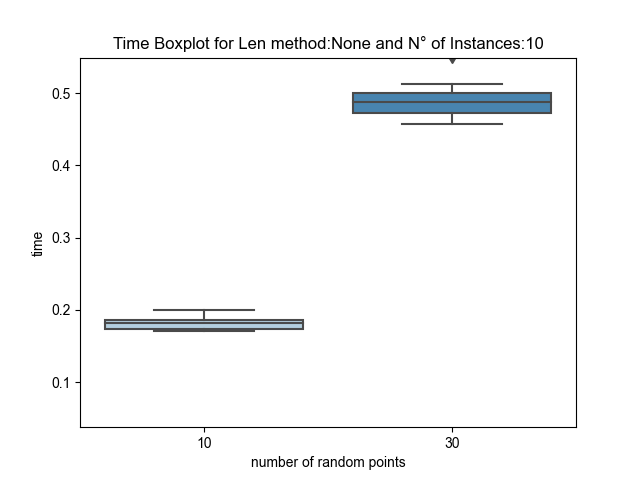 Time Boxplot for Len method:None and N° of Instances:10
0.5
0.4
0.3
0.2
0.1
time
10 30
number of random points